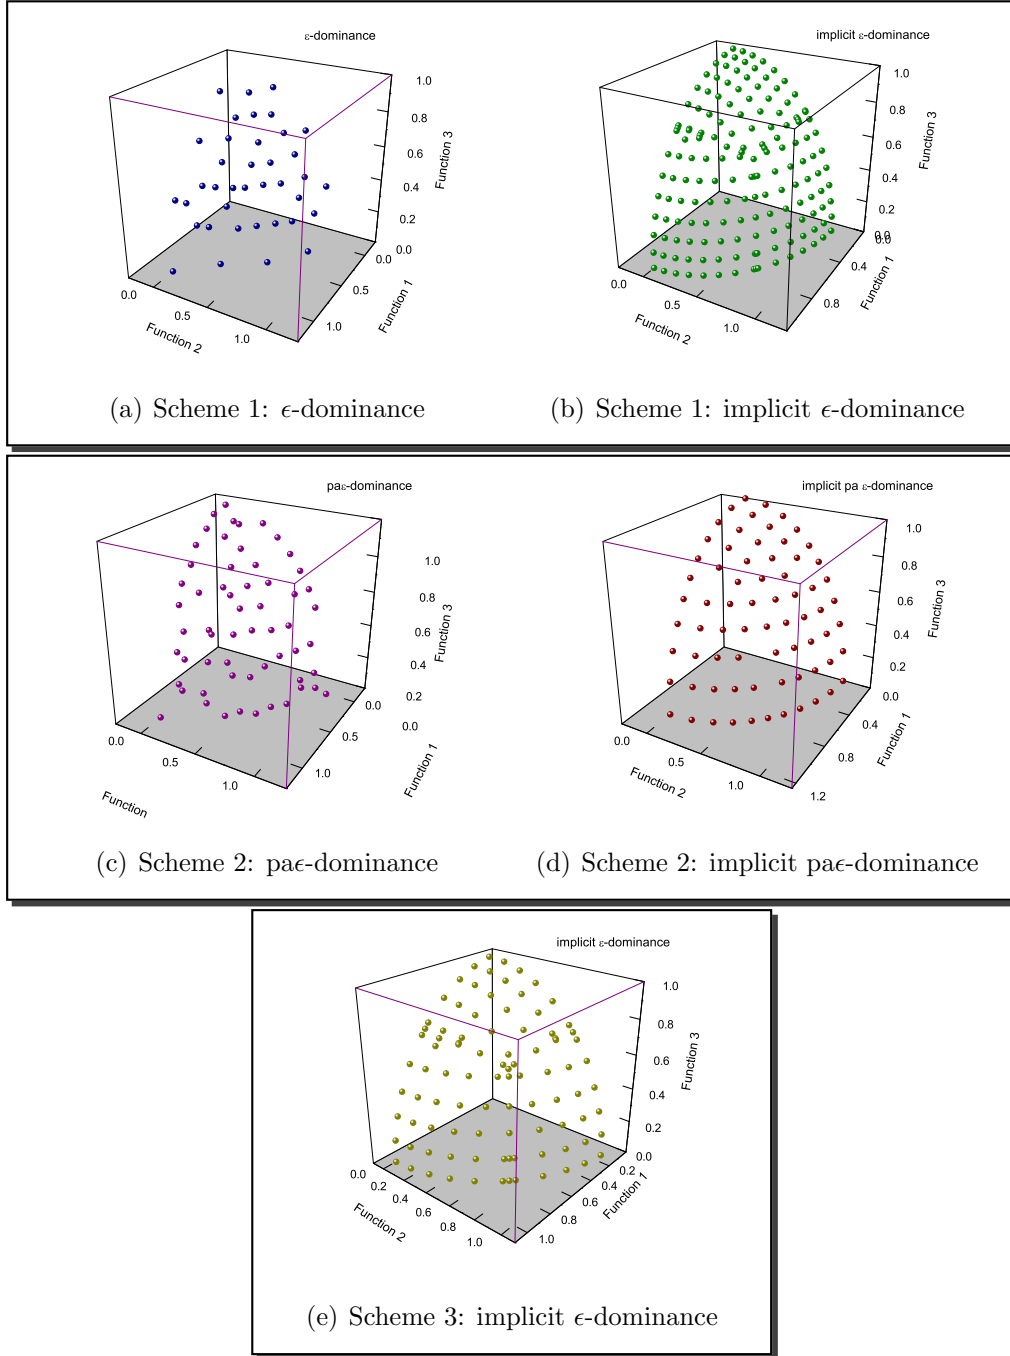 ε-dominance
1.0
0.8
0.6
0.4
0.2
0.0
Function 3
0.0
0.5
1.0
Function 1
0.0
0.5
1.0
Function 2
(a) Scheme 1: ϵ-dominance
implicit ε-dominance
1.0
0.8
0.6
0.4
0.2
0.0
Function 3
0.0
0.4
0.8
Function 1
0.0
0.5
1.0
Function 2
(b) Scheme 1: implicit ϵ-dominance
paε-dominance
1.0
0.8
0.6
0.4
0.2
0.0
Function 3
0.0
0.5
1.0
Function 1
0.0
0.5
1.0
Function
(c) Scheme 2: paϵ-dominance
implicit pa ε-dominance
1.0
0.8
0.6
0.4
0.2
0.0
Function 3
0.4
0.8
1.2
Function 1
0.0
0.5
1.0
Function 2
(d) Scheme 2: implicit paϵ-dominance
implicit ε-dominance
1.0
0.8
0.6
0.4
0.2
0.0
Function 3
0.2
0.4
0.6
0.8
1.0
Function 1
0.0
0.2
0.4
0.6
0.8
1.0
Function 2
(e) Scheme 3: implicit ϵ-dominance